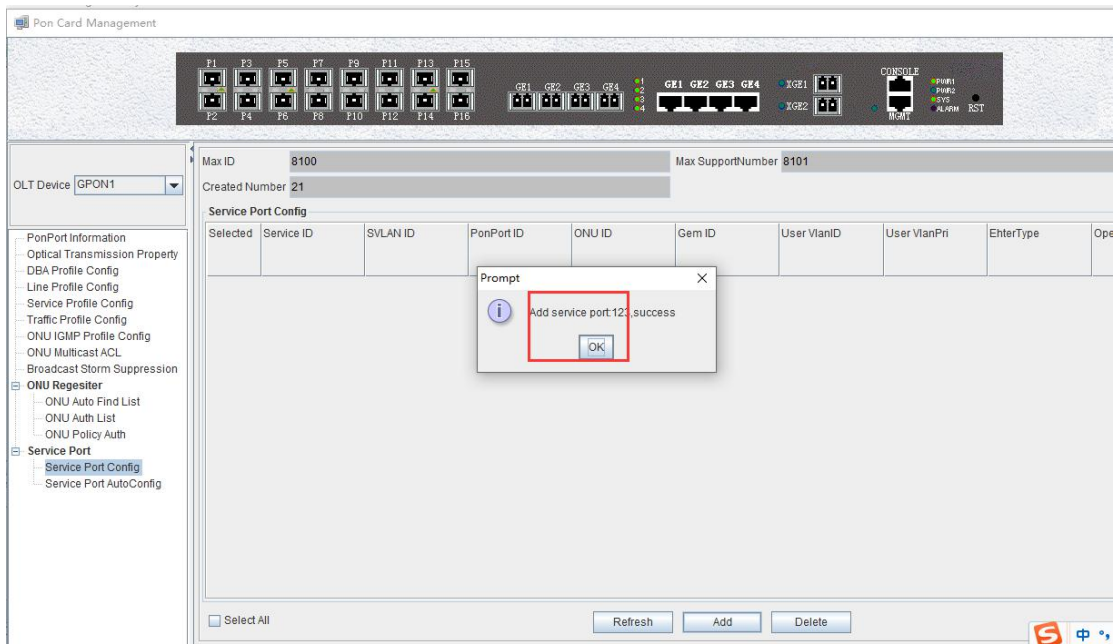 Pon Card Management
P1 P3 P5 P7 P9 P11 P13 P15
P2 P4 P6 P8 P10 P12 P14 P16
GE1 GE2 GE3 GE4
1
2
3
4
GE1 GE2 GE3 GE4
XGE1
XGE2
CONSOLE
MGMT
PWR1
PWR2
SYS
ALARM
RST
OLT Device GPON1
Max ID 8100 Max SupportNumber 8101
Created Number 21
Service Port Config
Selected Service ID SVLAN ID PonPort ID ONU ID Gem ID User VlanID User VlanPri EhterType Ope
PonPort Information
Optical Transmission Property
DBA Profile Config
Line Profile Config
Service Profile Config
Traffic Profile Config
ONU IGMP Profile Config
ONU Multicast ACL
Broadcast Storm Suppression
ONU Regesiter
ONU Auto Find List
ONU Auth List
ONU Policy Auth
Service Port
Service Port Config
Service Port AutoConfig
Prompt
Add service port:123,success
OK
Select All Refresh Add Delete
中 °,